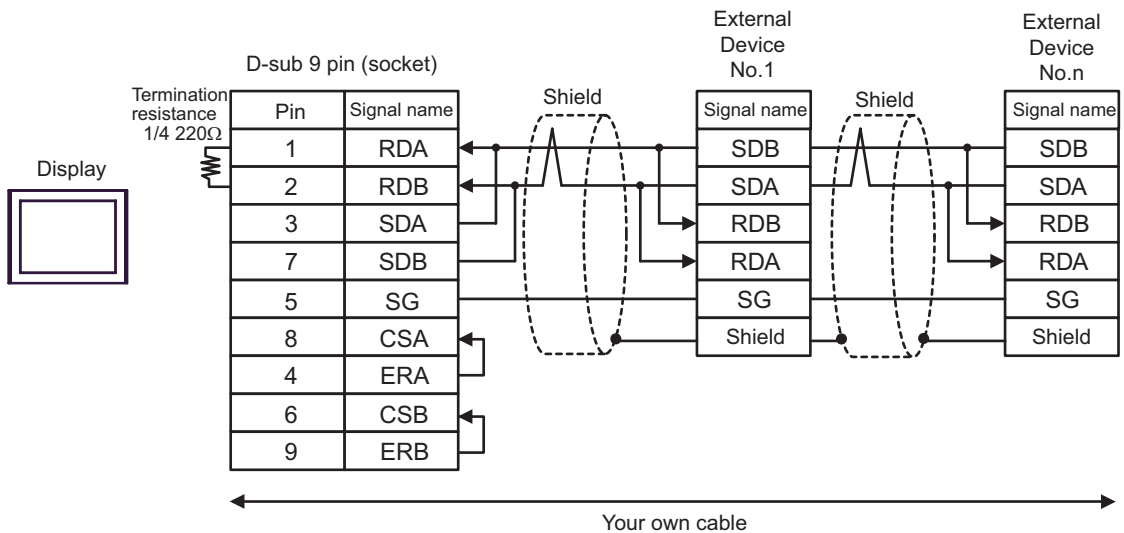 Display
Termination
resistance
1/4 220Ω
D-sub 9 pin (socket)
Pin Signal name
1 RDA
2 RDB
3 SDA
7 SDB
5 SG
8 CSA
4 ERA
6 CSB
9 ERB
Shield
External
Device
No.1
Signal name
SDB
SDA
RDB
RDA
SG
Shield
Shield
External
Device
No.n
Signal name
SDB
SDA
RDB
RDA
SG
Shield
Your own cable